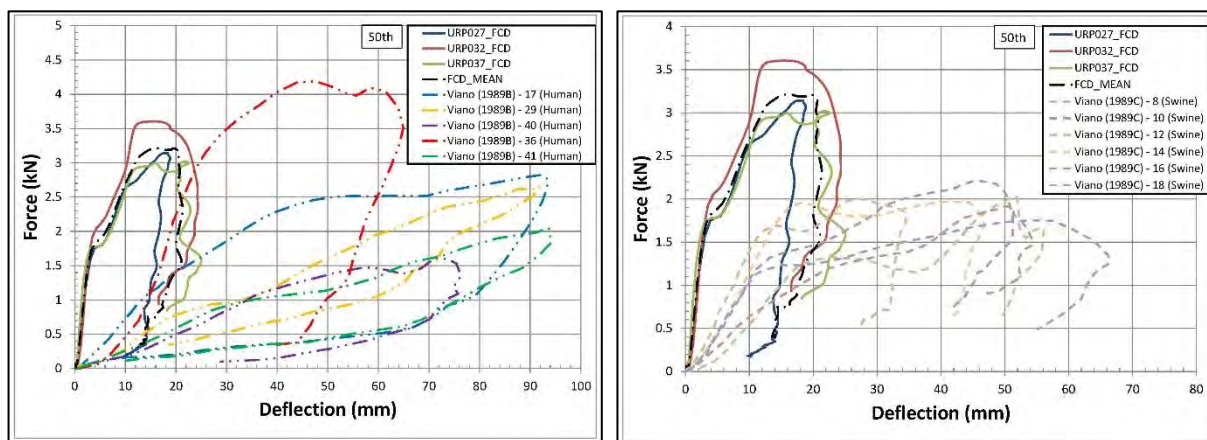 50th
URP027_FCD
URP032_FCD
URP037_FCD
FCD_MEAN
Viano (1989B) - 17 (Human)
Viano (1989B) - 29 (Human)
Viano (1989B) - 40 (Human)
Viano (1989B) - 36 (Human)
Viano (1989B) - 41 (Human)
5
4.5
4
3.5
3
2.5
2
1.5
1
0.5
0
Force (kN)
0 10 20 30 40 50 60 70 80 90 100
Deflection (mm)
50th
URP027_FCD
URP032_FCD
URP037_FCD
FCD_MEAN
Viano (1989C) - 8 (Swine)
Viano (1989C) - 10 (Swine)
Viano (1989C) - 12 (Swine)
Viano (1989C) - 14 (Swine)
Viano (1989C) - 16 (Swine)
Viano (1989C) - 18 (Swine)
4
3.5
3
2.5
2
1.5
1
0.5
0
Force (kN)
0 10 20 30 40 50 60 70 80
Deflection (mm)